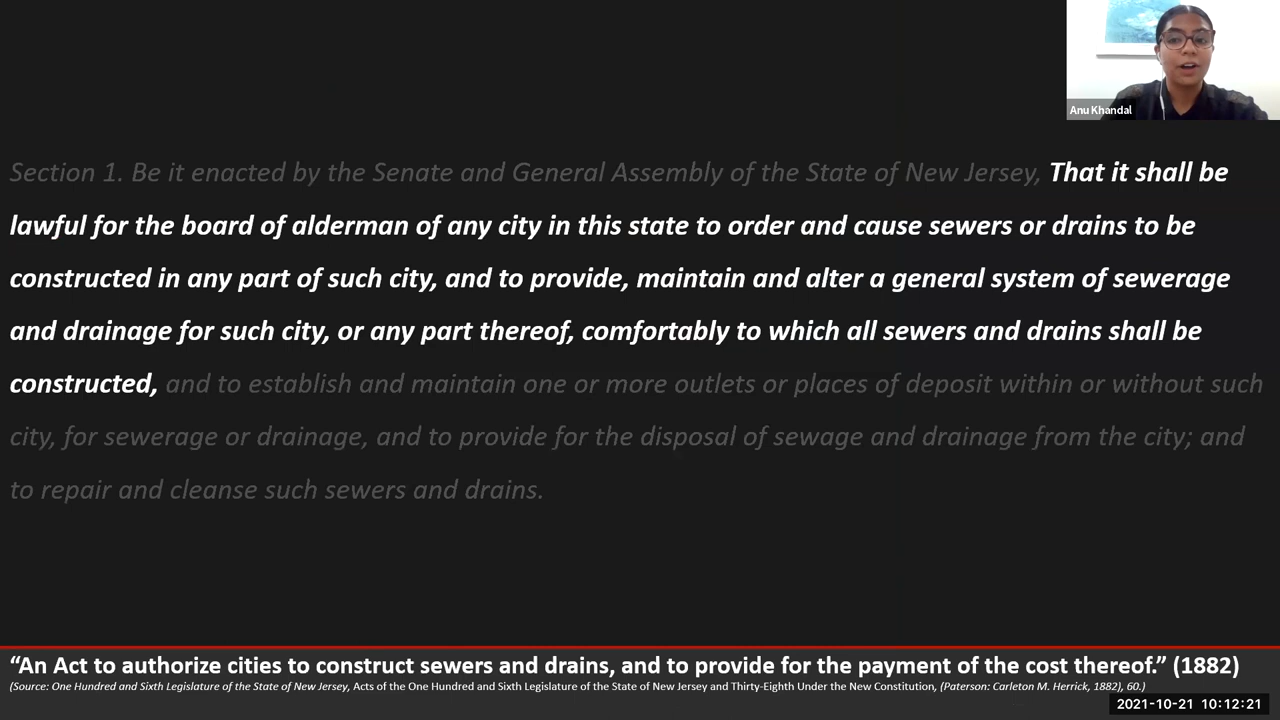 Anu Khandal
Section 1. Be it enacted by the Senate and General Assembly of the State of New Jersey, That it shall be
lawful for the board of alderman of any city in this state to order and cause sewers or drains to be
constructed in any part of such city, and to provide, maintain and alter a general system of sewerage
and drainage for such city, or any part thereof, comfortably to which all sewers and drains shall be
constructed, and to establish and maintain one or more outlets or places of deposit within or without such
city, for sewerage or drainage, and to provide for the disposal of sewage and drainage from the city; and
to repair and cleanse such sewers and drains.
“An Act to authorize cities to construct sewers and drains, and to provide for the payment of the cost thereof.” (1882)
(Source: One Hundred and Sixth Legislature of the State of New Jersey, Acts of the One Hundred and Sixth Legislature of the State of New Jersey and Thirty-Eighth Under the New Constitution, (Paterson: Carleton M. Herrick, 1882), 60.)
2021-10-21 10:12:21